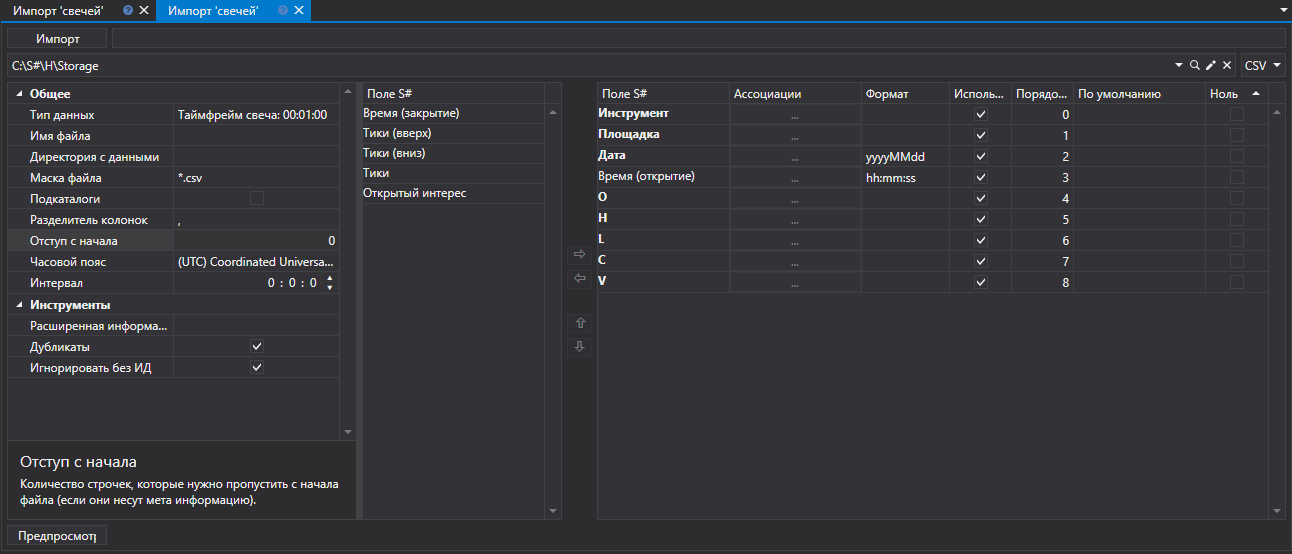 Импорт 'свечей' Импорт 'свечей'
Импорт
C:\S#\H\Storage CSV
Общее
Тип данных Таймфрейм свеча: 00:01:00
Имя файла
Директория с данными
Маска файла *.csv
Подкаталоги
Разделитель колонок ,
Отступ с начала 0
Часовой пояс (UTC) Coordinated Universa...
Интервал 0 : 0 : 0
Инструменты
Расширенная информа...
Дубликаты
Игнорировать без ИД
Отступ с начала
Количество строчек, которые нужно пропустить с начала
файла (если они несут мета информацию).
Предпросмотр
Поле S#
Время (закрытие)
Тики (вверх)
Тики (вниз)
Тики
Открытый интерес
Поле S# Ассоциации Формат Исполь... Порядо... По умолчанию Ноль
Инструмент ... 0
Площадка ... 1
Дата ... yyyyMMdd 2
Время (открытие) ... hh:mm:ss 3
O ... 4
H ... 5
L ... 6
C ... 7
V ... 8